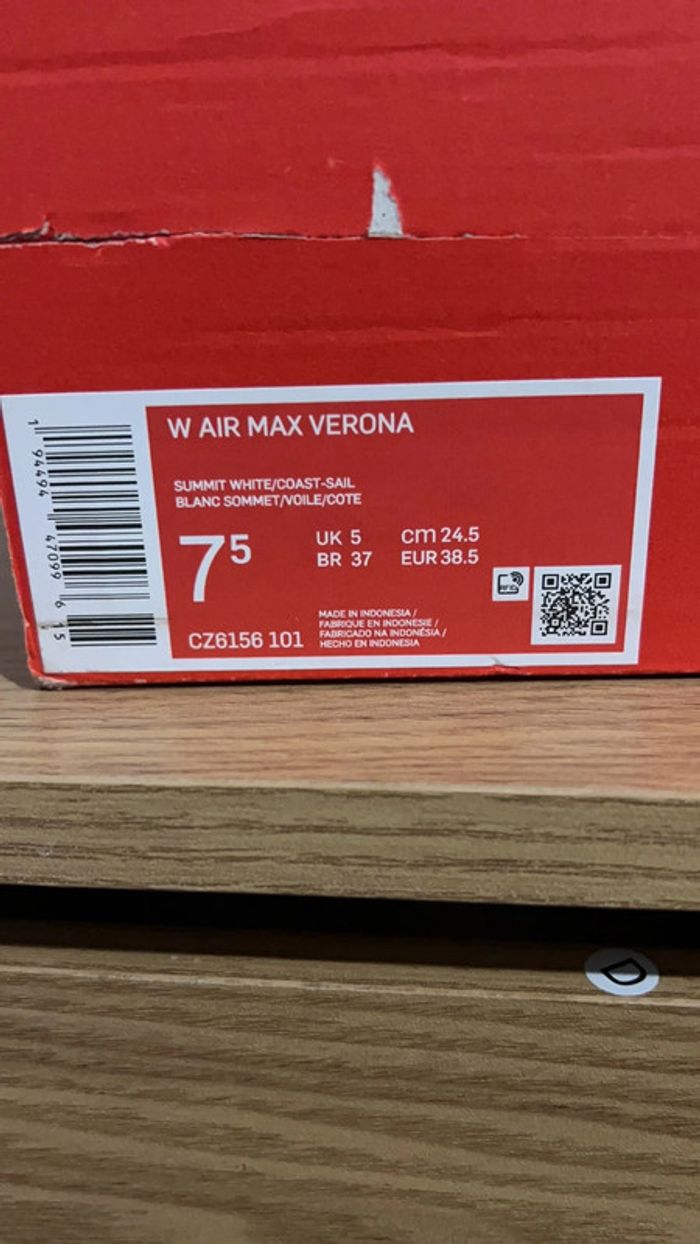 W AIR MAX VERONA
SUMMIT WHITE/COAST-SAIL
BLANC SOMMET/VOILE/COTE
7⁵
UK 5 cm 24.5
BR 37 EUR 38.5
CZ6156 101
MADE IN INDONESIA /
FABRIQUE EN INDONESIE /
FABRICADO NA INDONÉSIA /
HECHO EN INDONESIA
RFID
1 94494 47099 6 15
D